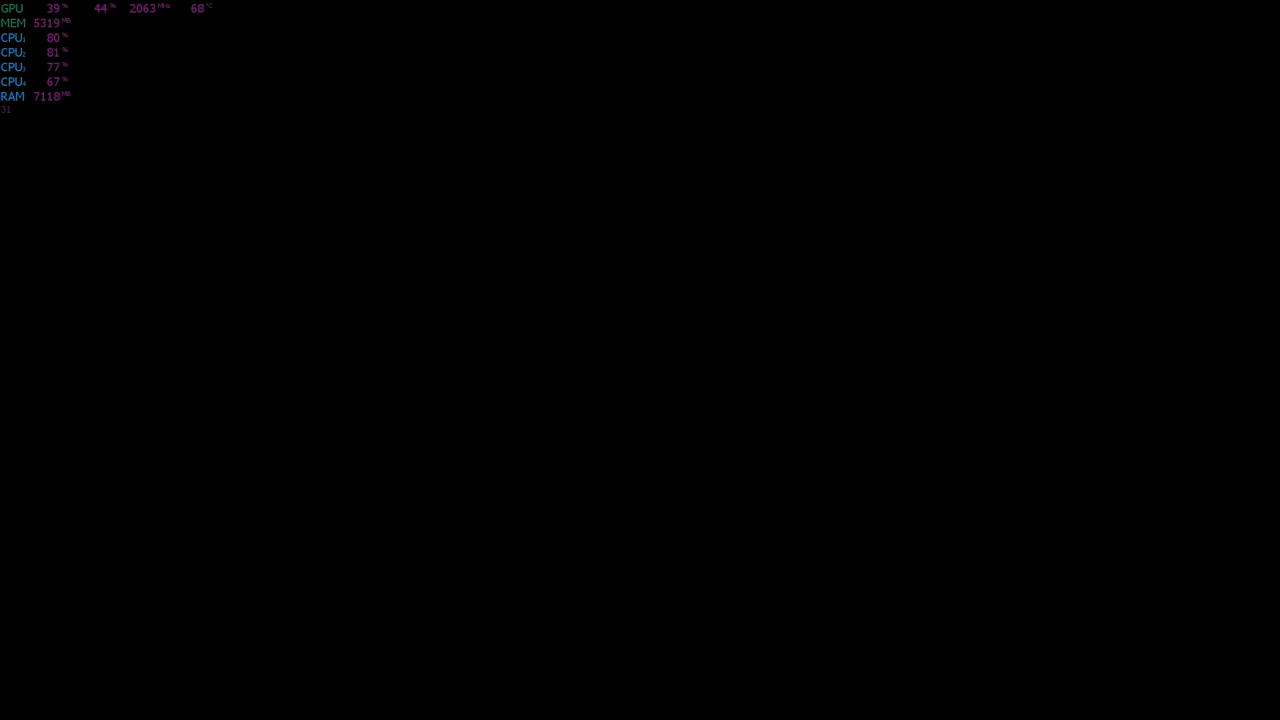 GPU 39 % 44 % 2063 MHz 68 °C
MEM 5319 MB
CPU1 80 %
CPU2 81 %
CPU3 77 %
CPU4 67 %
RAM 7118 MB
31